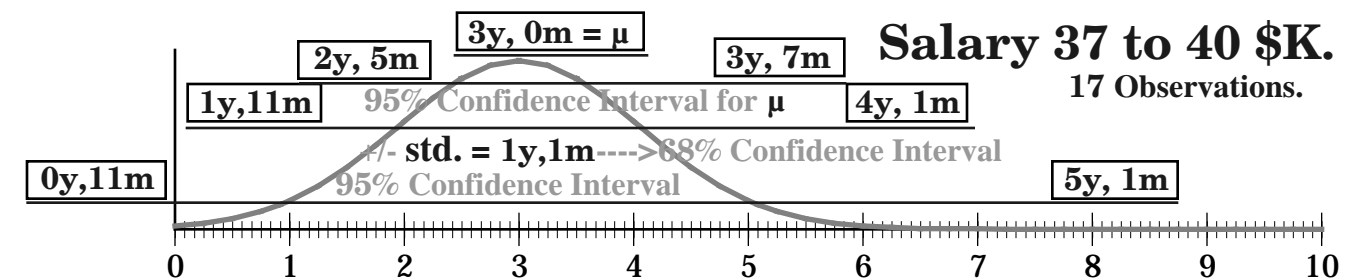 3y, 0m = µ
Salary 37 to 40 $K.
17 Observations.
2y, 5m
3y, 7m
95% Confidence Interval for µ
1y,11m
4y, 1m
+/- std. = 1y,1m---->68% Confidence Interval
95% Confidence Interval
0y,11m
5y, 1m
0 1 2 3 4 5 6 7 8 9 10